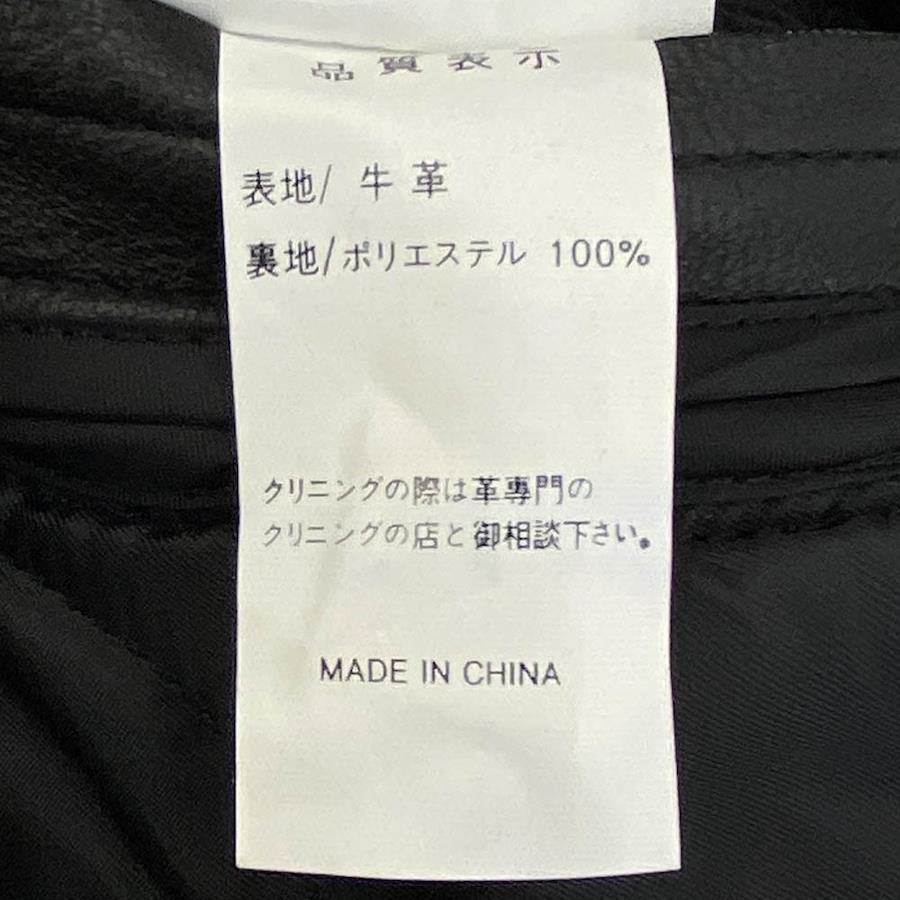 品質表示
表地/ 牛革
裏地/ポリエステル 100%
クリニングの際は革専門の
クリニングの店と御相談下さい。
MADE IN CHINA